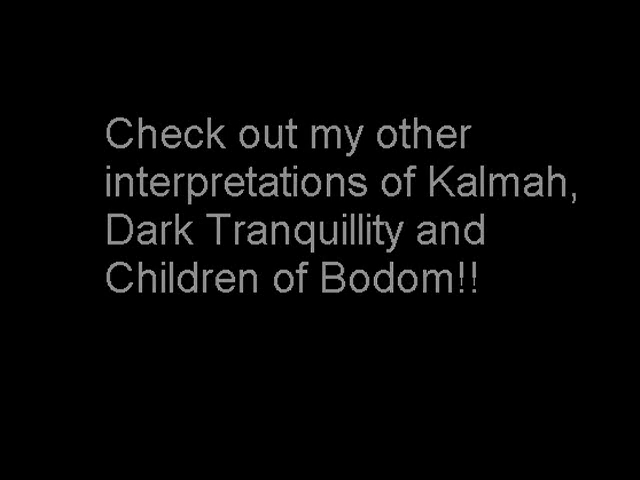 Check out my other
interpretations of Kalmah,
Dark Tranquillity and
Children of Bodom!!